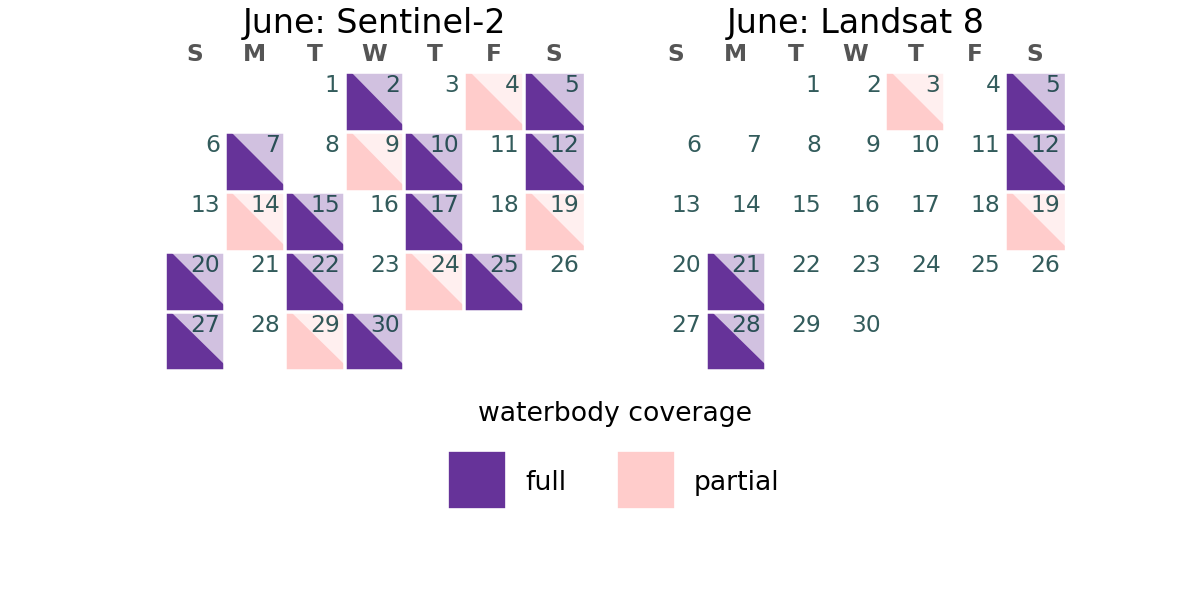 June: Sentinel-2
S M T W T F S
1 2 3 4 5
6 7 8 9 10 11 12
13 14 15 16 17 18 19
20 21 22 23 24 25 26
27 28 29 30
June: Landsat 8
S M T W T F S
1 2 3 4 5
6 7 8 9 10 11 12
13 14 15 16 17 18 19
20 21 22 23 24 25 26
27 28 29 30
waterbody coverage
full partial